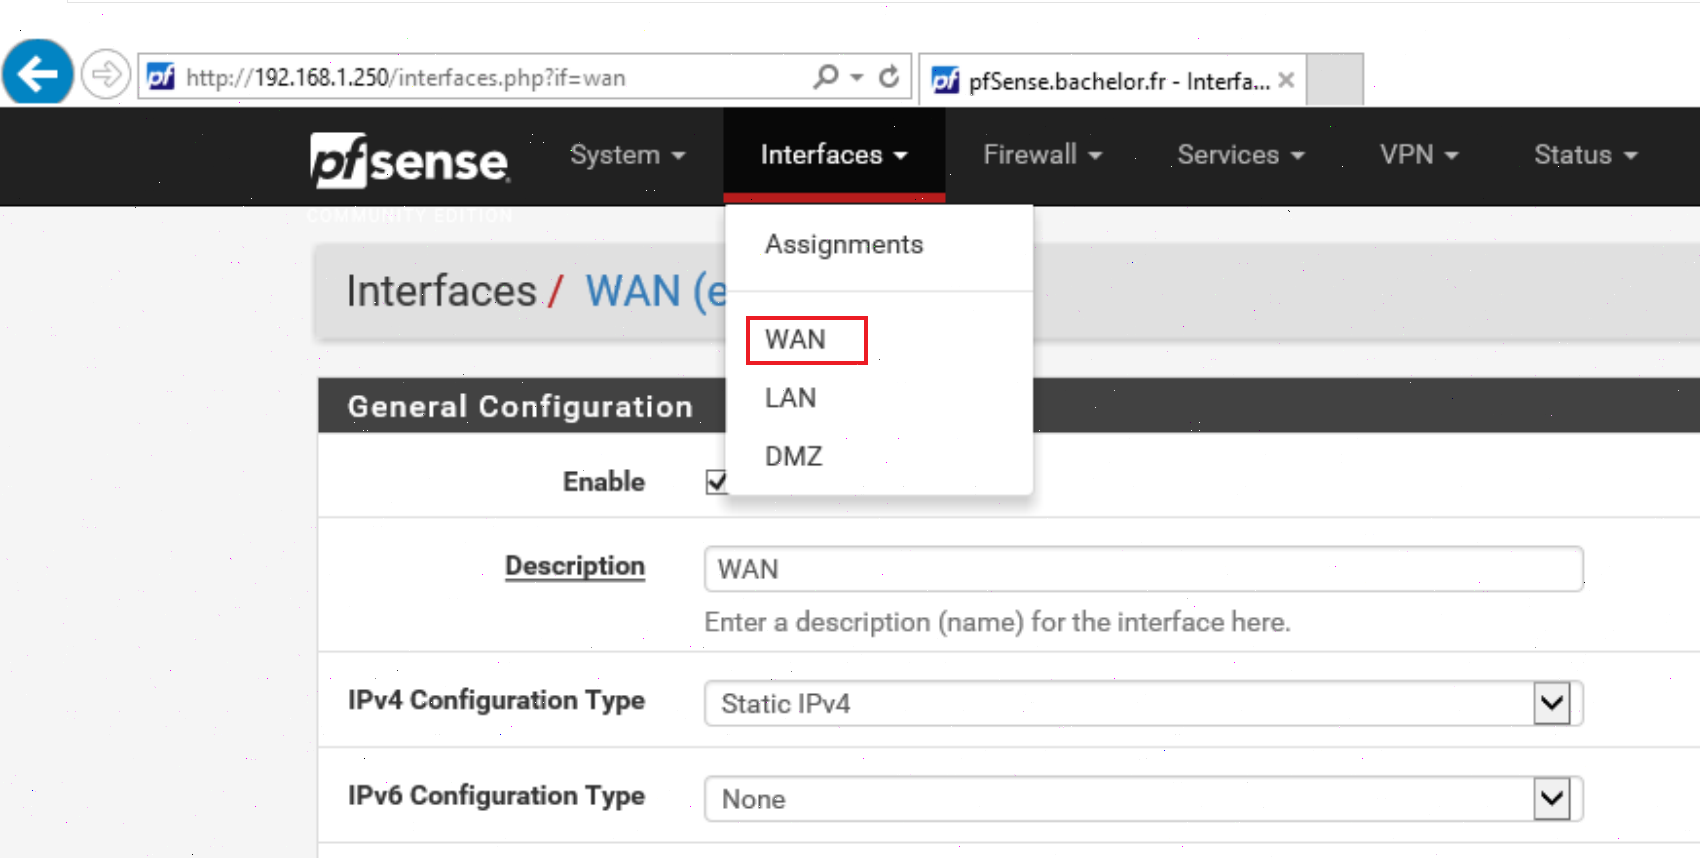 http://192.168.1.250/interfaces.php?if=wan
pfSense.bachelor.fr - Interfa...
pfsense
COMMUNITY EDITION
System
Interfaces
Firewall
Services
VPN
Status
Assignments
WAN
LAN
DMZ
Interfaces / WAN (e
General Configuration
Enable
Description
WAN
Enter a description (name) for the interface here.
IPv4 Configuration Type
Static IPv4
IPv6 Configuration Type
None